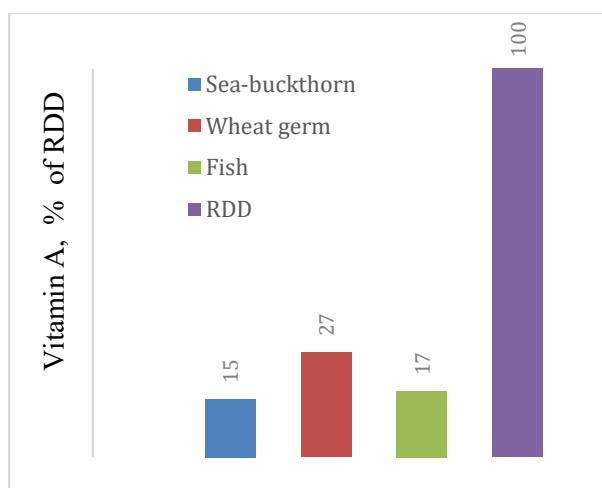 Vitamin A, % of RDD
Sea-buckthorn
Wheat germ
Fish
RDD
15
27
17
100